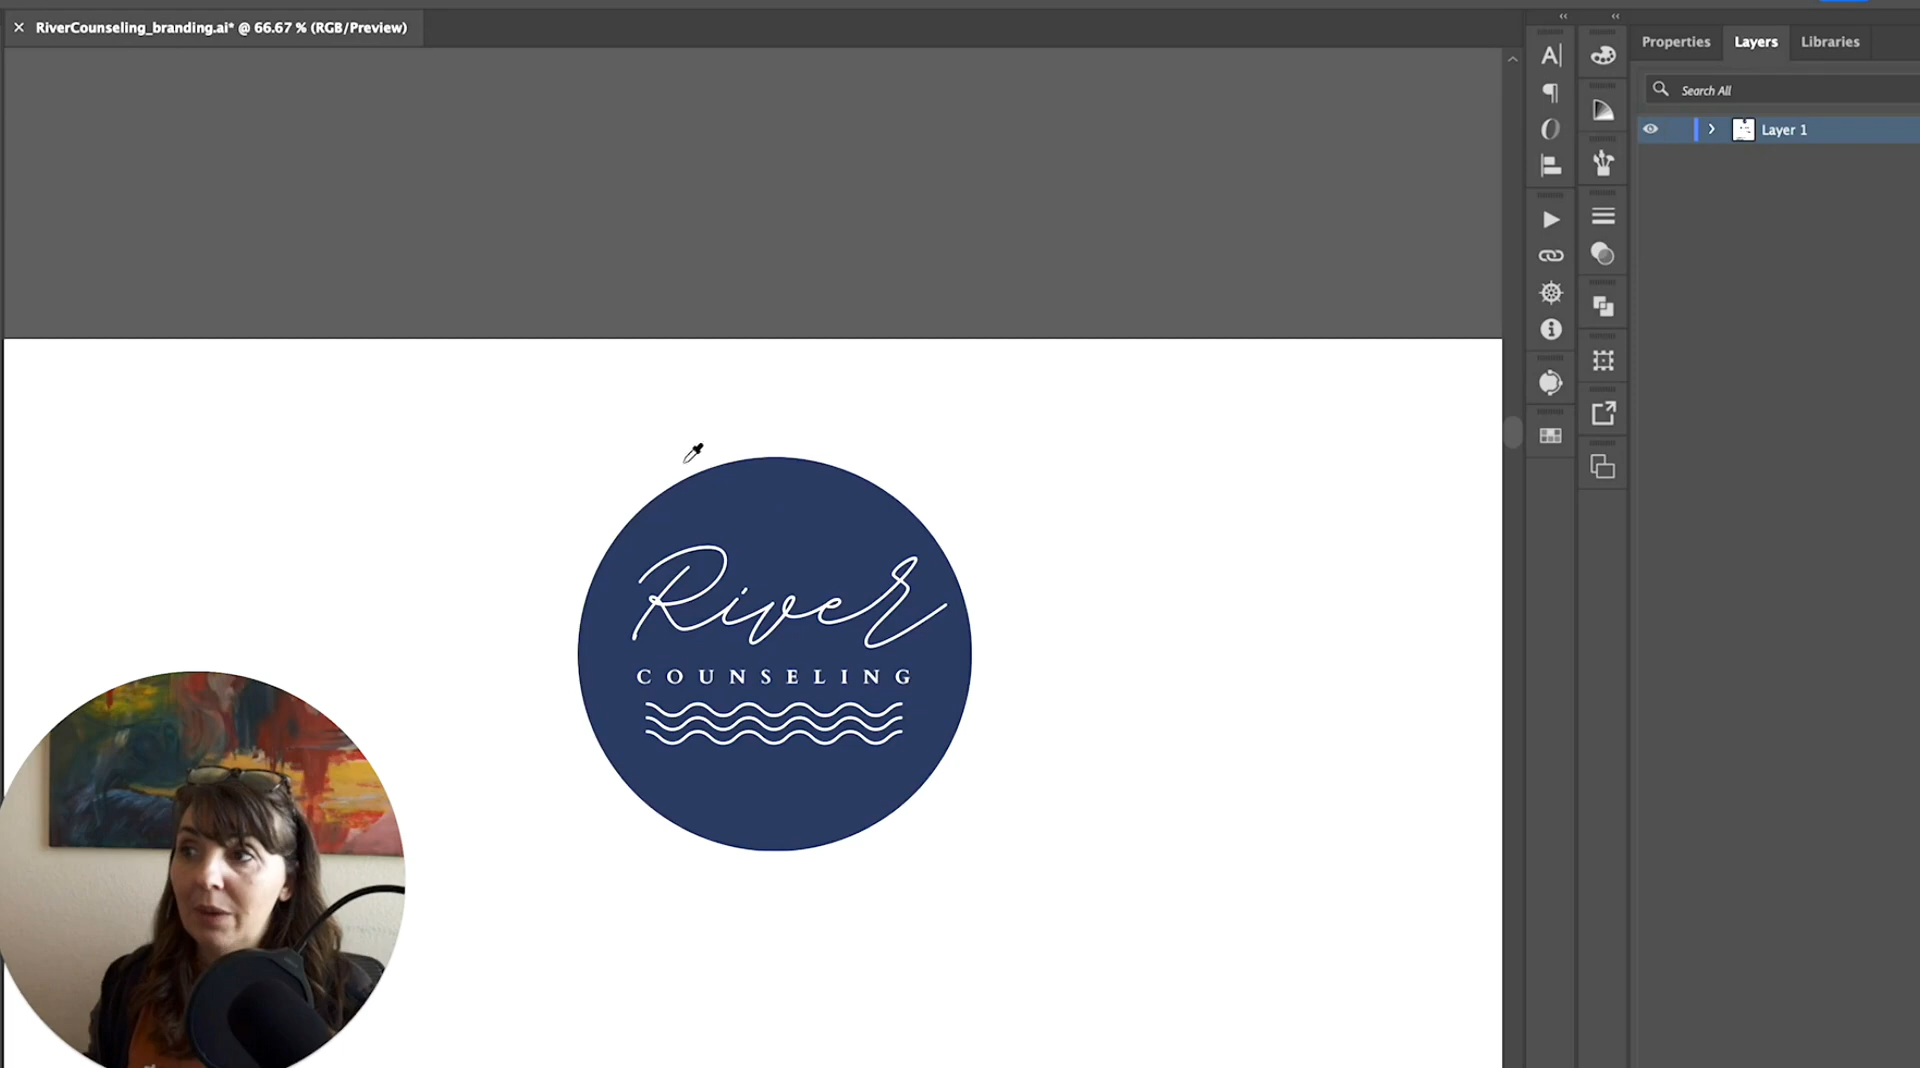 RiverCounseling_branding.ai* @ 66.67 % (RGB/Preview)
Properties Layers Libraries
Search All
Layer 1
River
COUNSELING